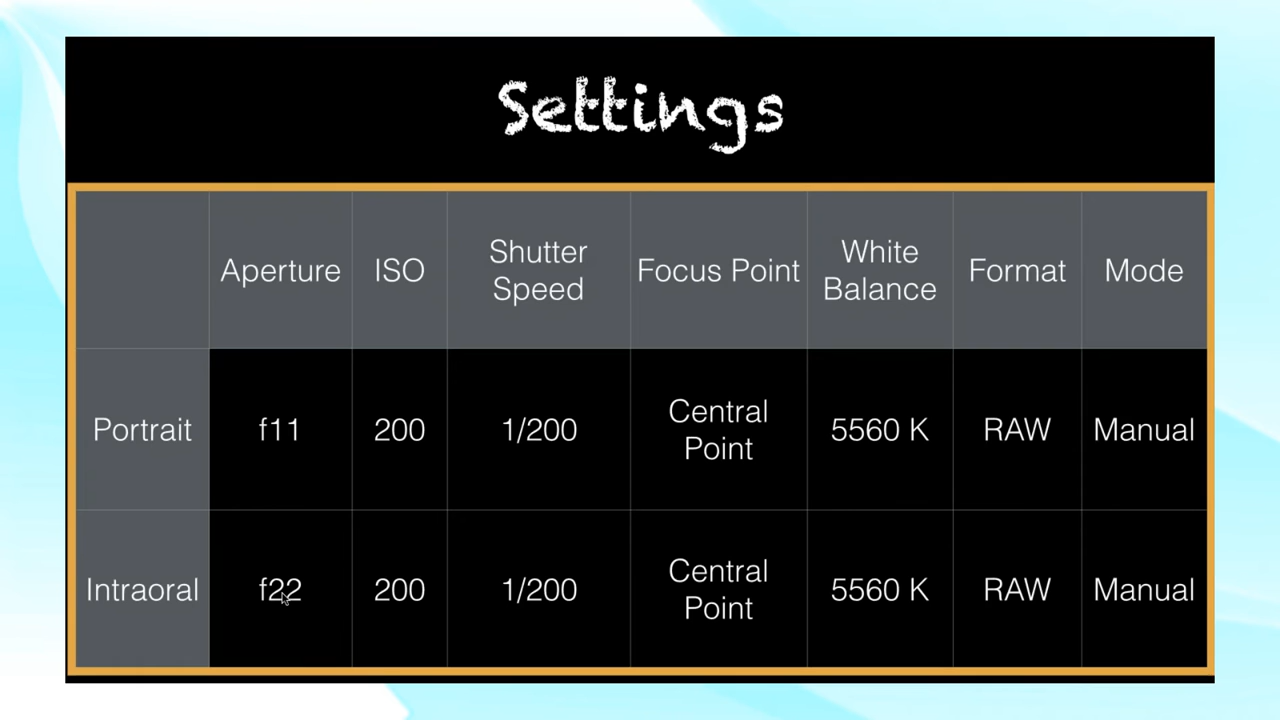 Settings
Aperture ISO Shutter Speed Focus Point White Balance Format Mode
Portrait f11 200 1/200 Central Point 5560 K RAW Manual
Intraoral f22 200 1/200 Central Point 5560 K RAW Manual